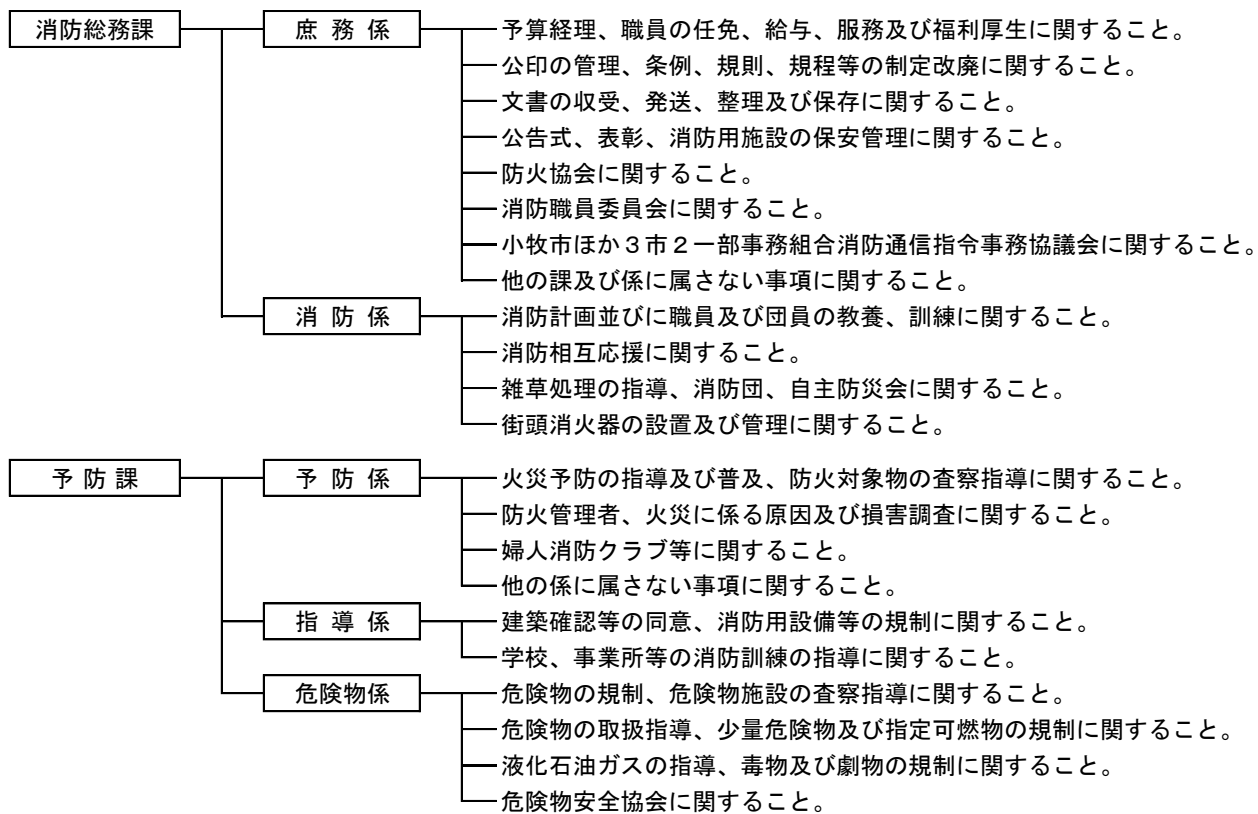 消防総務課 庶務係 予算経理、職員の任免、給与、服務及び福利厚生に関すること。
公印の管理、条例、規則、規程等の制定改廃に関すること。
文書の収受、発送、整理及び保存に関すること。
公告式、表彰、消防用施設の保安管理に関すること。
防火協会に関すること。
消防職員委員会に関すること。
小牧市ほか3市2一部事務組合消防通信指令事務協議会に関すること。
他の課及び係に属さない事項に関すること。
消防係 消防計画並びに職員及び団員の教養、訓練に関すること。
消防相互応援に関すること。
雑草処理の指導、消防団、自主防災会に関すること。
街頭消火器の設置及び管理に関すること。
予防課 予防係 火災予防の指導及び普及、防火対象物の査察指導に関すること。
防火管理者、火災に係る原因及び損害調査に関すること。
婦人消防クラブ等に関すること。
他の係に属さない事項に関すること。
指導係 建築確認等の同意、消防用設備等の規制に関すること。
学校、事業所等の消防訓練の指導に関すること。
危険物係 危険物の規制、危険物施設の査察指導に関すること。
危険物の取扱指導、少量危険物及び指定可燃物の規制に関すること。
液化石油ガスの指導、毒物及び劇物の規制に関すること。
危険物安全協会に関すること。